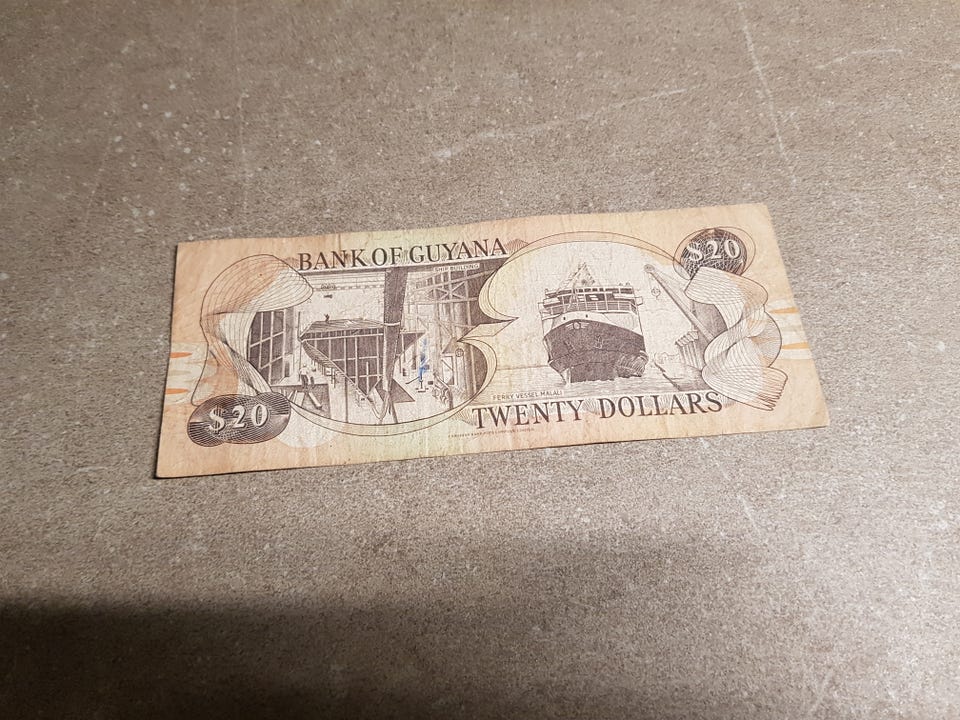 BANK OF GUYANA
SHIP BUILDING
$20
$20
FERRY VESSEL MALALI
TWENTY DOLLARS